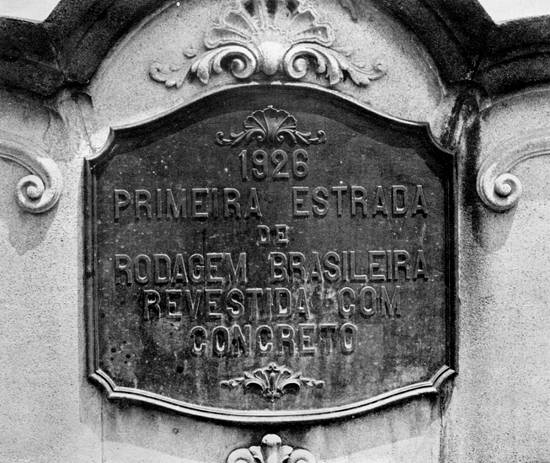 1926
PRIMEIRA ESTRADA
DE
RODAGEM BRASILEIRA
REVESTIDA COM
CONCRETO